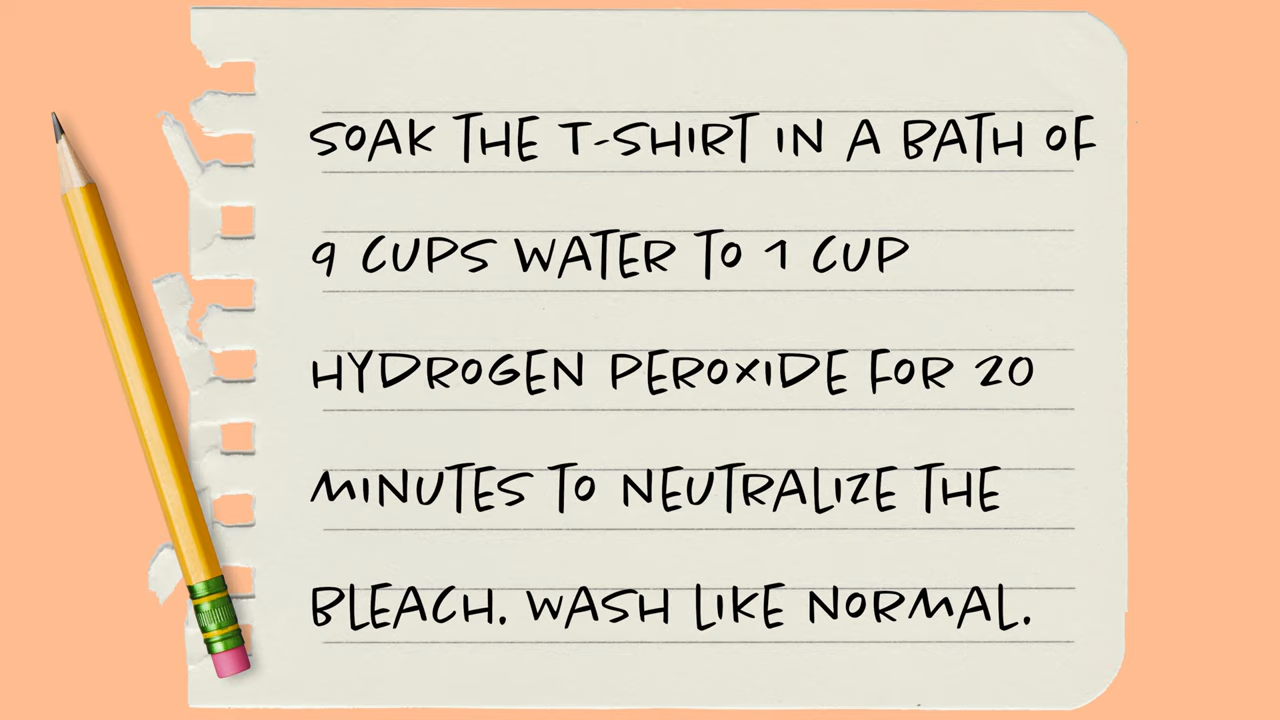 SOAK THE T-SHIRT IN A BATH OF
9 CUPS WATER TO 1 CUP
HYDROGEN PEROXIDE FOR 20
MINUTES TO NEUTRALIZE THE
BLEACH. WASH LIKE NORMAL.